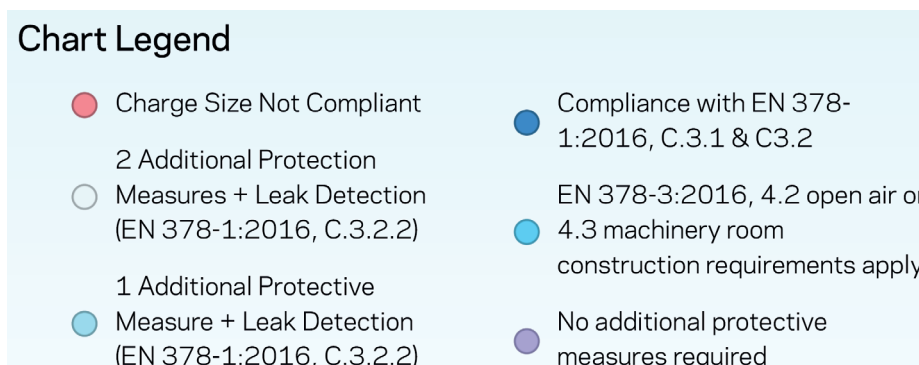 Chart Legend
Charge Size Not Compliant
2 Additional Protection
Measures + Leak Detection
(EN 378-1:2016, C.3.2.2)
1 Additional Protective
Measure + Leak Detection
(EN 378-1:2016, C.3.2.2)
Compliance with EN 378-
1:2016, C.3.1 & C3.2
EN 378-3:2016, 4.2 open air or
4.3 machinery room
construction requirements apply
No additional protective
measures required